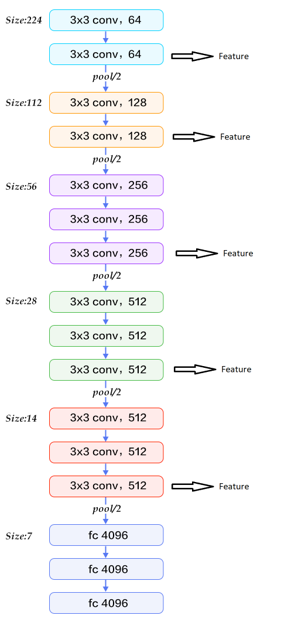 Size:224
3x3 conv, 64
3x3 conv, 64
Feature
pool/2
Size:112
3x3 conv, 128
3x3 conv, 128
Feature
pool/2
Size:56
3x3 conv, 256
3x3 conv, 256
3x3 conv, 256
Feature
pool/2
Size:28
3x3 conv, 512
3x3 conv, 512
3x3 conv, 512
Feature
pool/2
Size:14
3x3 conv, 512
3x3 conv, 512
3x3 conv, 512
Feature
pool/2
Size:7
fc 4096
fc 4096
fc 4096